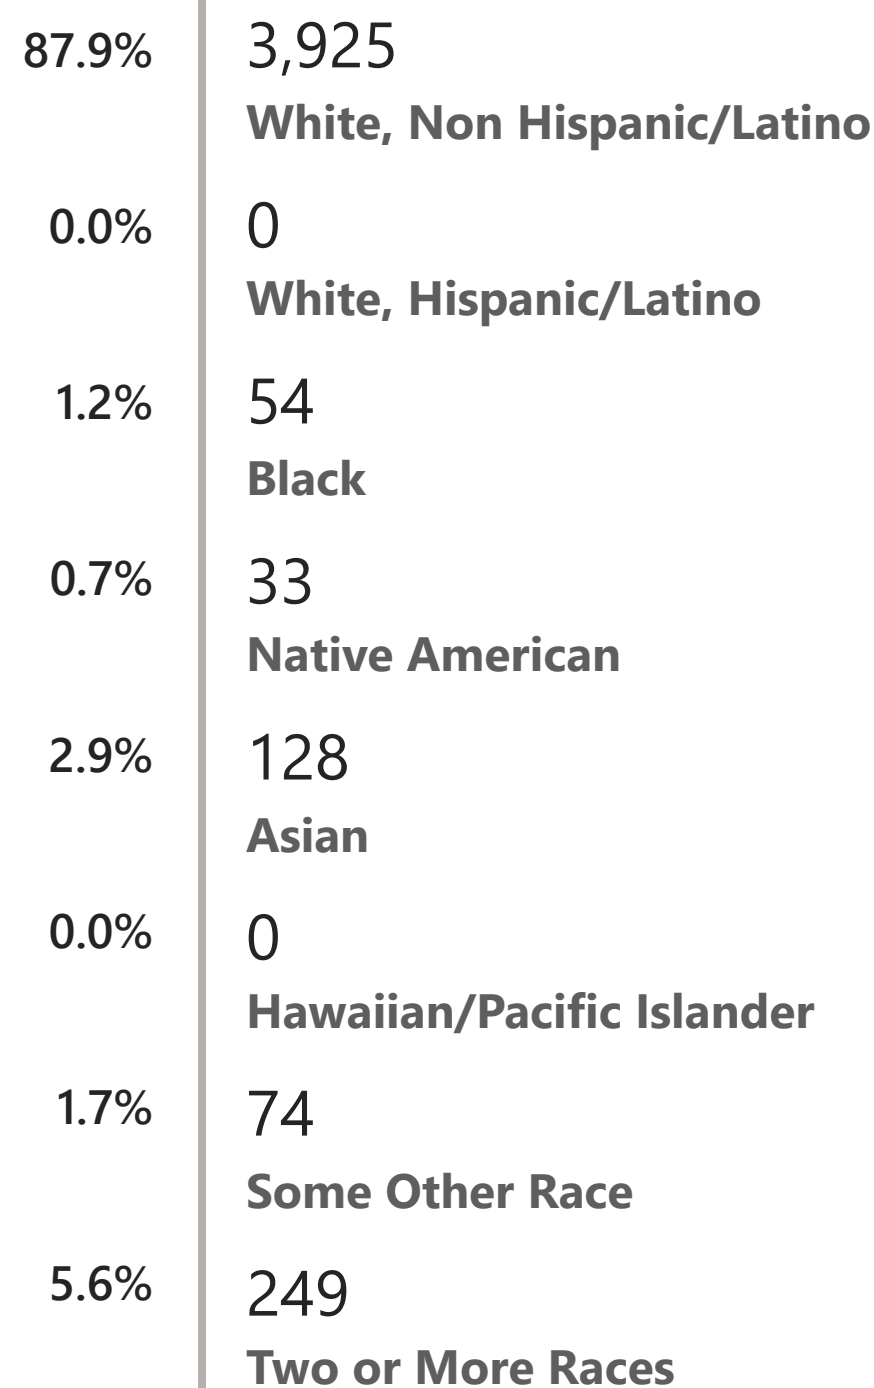 87.9% 3,925
White, Non Hispanic/Latino
0.0% 0
White, Hispanic/Latino
1.2% 54
Black
0.7% 33
Native American
2.9% 128
Asian
0.0% 0
Hawaiian/Pacific Islander
1.7% 74
Some Other Race
5.6% 249
Two or More Races